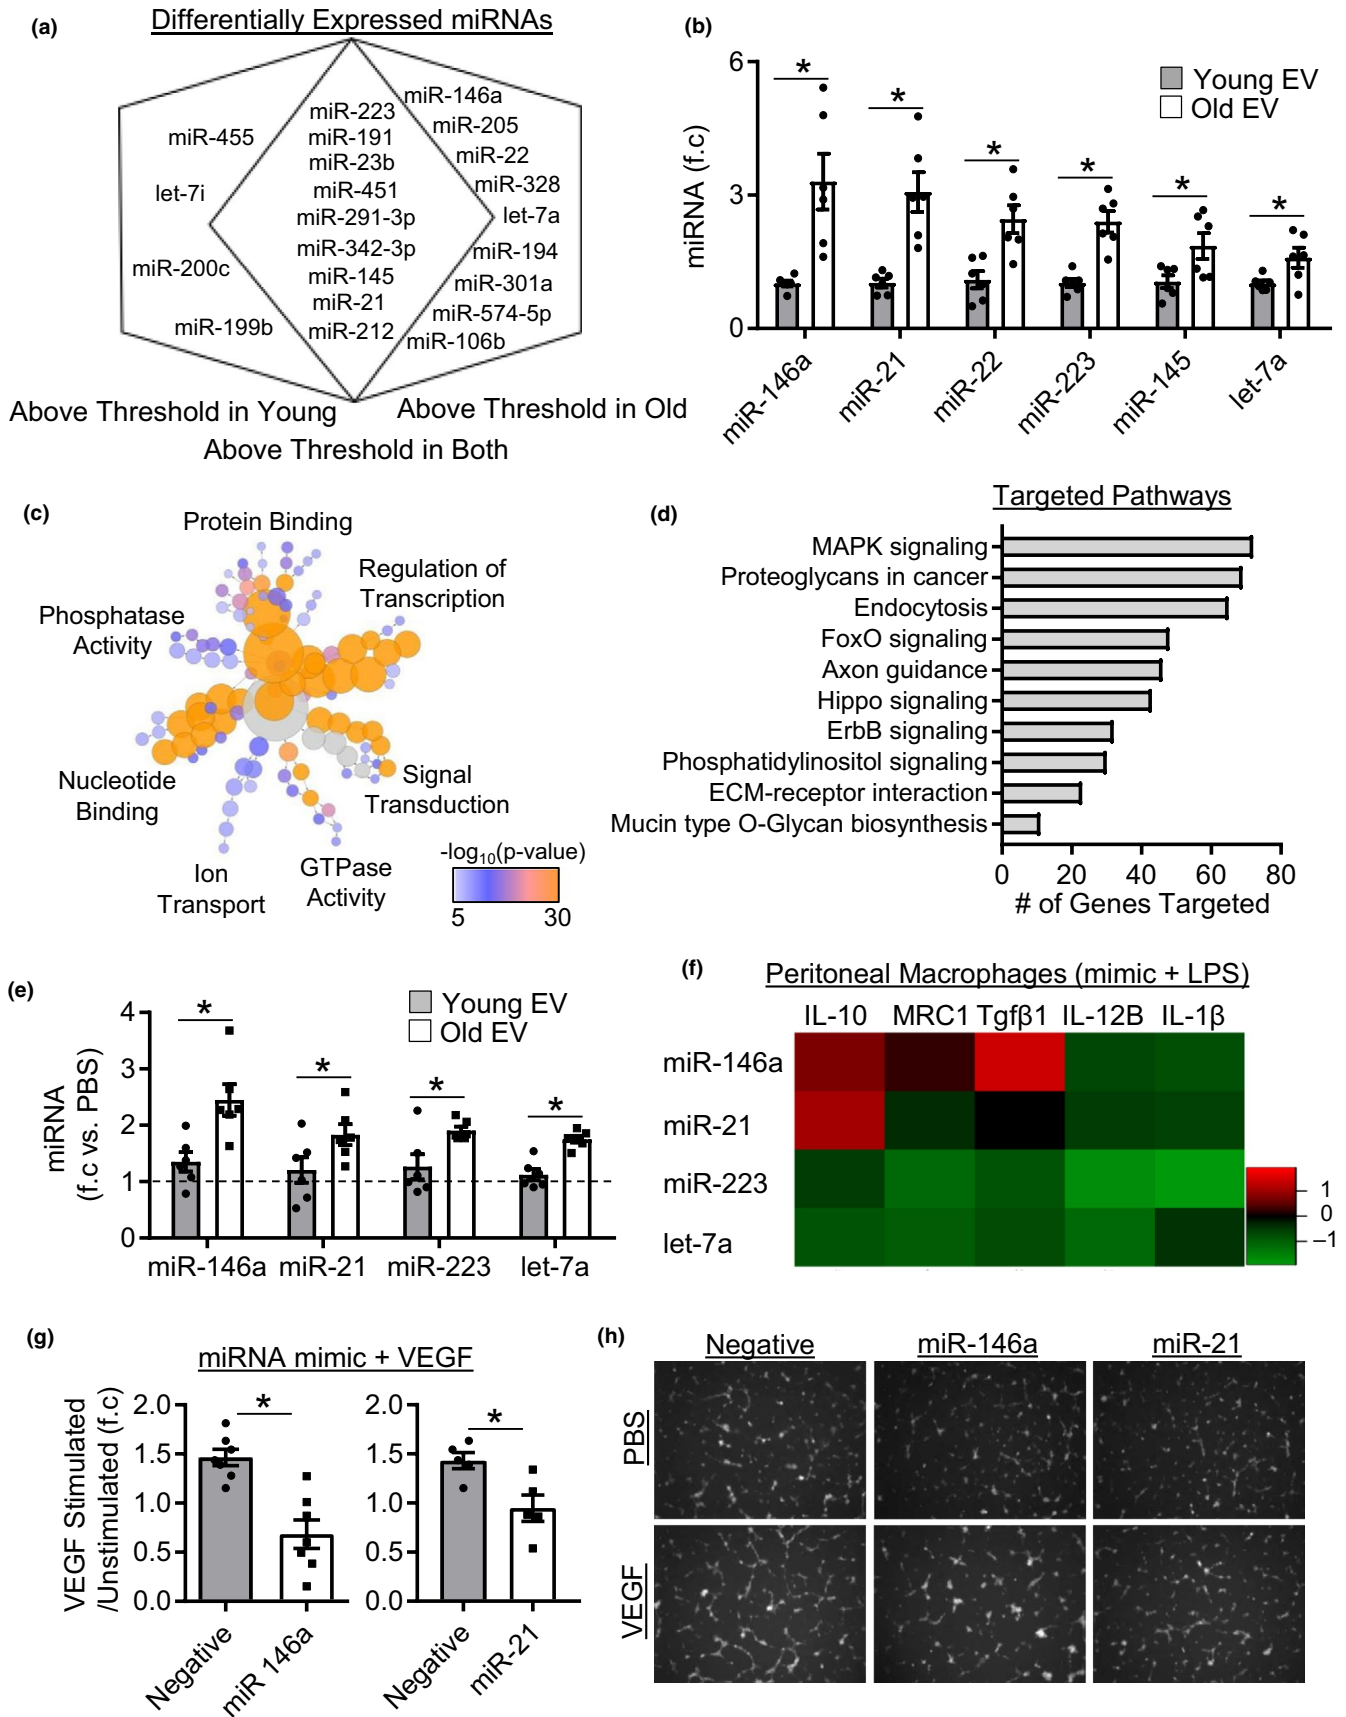 (a)
Differentially Expressed miRNAs
miR-455
let-7i
miR-200c
miR-199b
miR-223
miR-191
miR-23b
miR-451
miR-291-3p
miR-342-3p
miR-145
miR-21
miR-212
miR-146a
miR-205
miR-22
miR-328
let-7a
miR-194
miR-301a
miR-574-5p
miR-106b
Above Threshold in Young
Above Threshold in Old
Above Threshold in Both
(b)
miRNA (f.c)
6
3
0
* * * * * *
Young EV
Old EV
miR-146a
miR-21
miR-22
miR-223
miR-145
let-7a
(c)
Protein Binding
Regulation of
Transcription
Phosphatase
Activity
Nucleotide
Binding
Signal
Transduction
Ion
Transport
GTPase
Activity
-log10(p-value)
5 30
(d)
Targeted Pathways
MAPK signaling
Proteoglycans in cancer
Endocytosis
FoxO signaling
Axon guidance
Hippo signaling
ErbB signaling
Phosphatidylinositol signaling
ECM-receptor interaction
Mucin type O-Glycan biosynthesis
0 20 40 60 80
# of Genes Targeted
(e)
miRNA
(f.c vs. PBS)
4
3
2
1
0
* * * *
Young EV
Old EV
miR-146a miR-21 miR-223 let-7a
(f)
Peritoneal Macrophages (mimic + LPS)
IL-10 MRC1 Tgfβ1 IL-12B IL-1β
miR-146a
miR-21
miR-223
let-7a
1
0
−1
(g)
miRNA mimic + VEGF
VEGF Stimulated
/Unstimulated (f.c)
2.0
1.5
1.0
0.5
0.0
*
Negative
miR 146a
2.0
1.5
1.0
0.5
0.0
*
Negative
miR-21
(h)
Negative miR-146a miR-21
PBS
VEGF